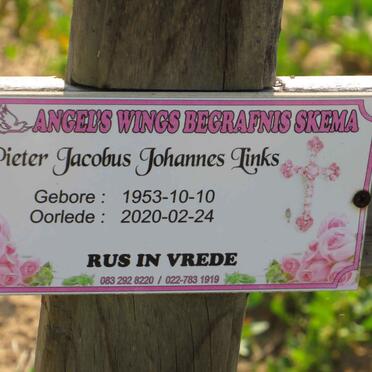 ANGEL'S WINGS BEGRAFNIS SKEMA
Pieter Jacobus Johannes Links
Gebore : 1953-10-10
Oorlede : 2020-02-24
RUS IN VREDE
083 292 8220 / 022-783 1919